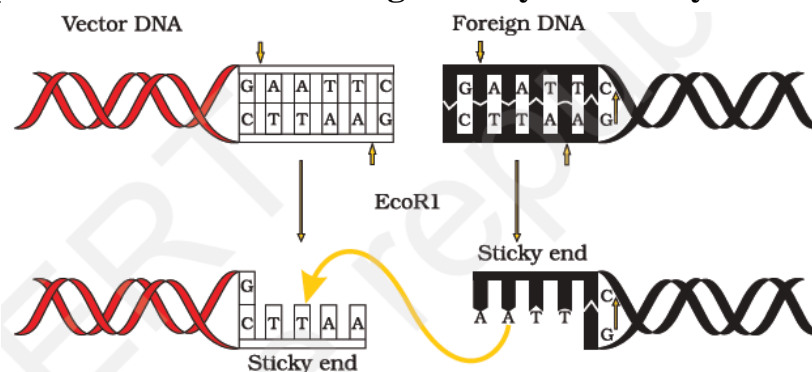 Vector DNA
Foreign DNA
G A A T T C
C T T A A G
G A A T T C
C T T A A G
EcoR1
Sticky end
G
C T T A A
A A T T
C
G
Sticky end